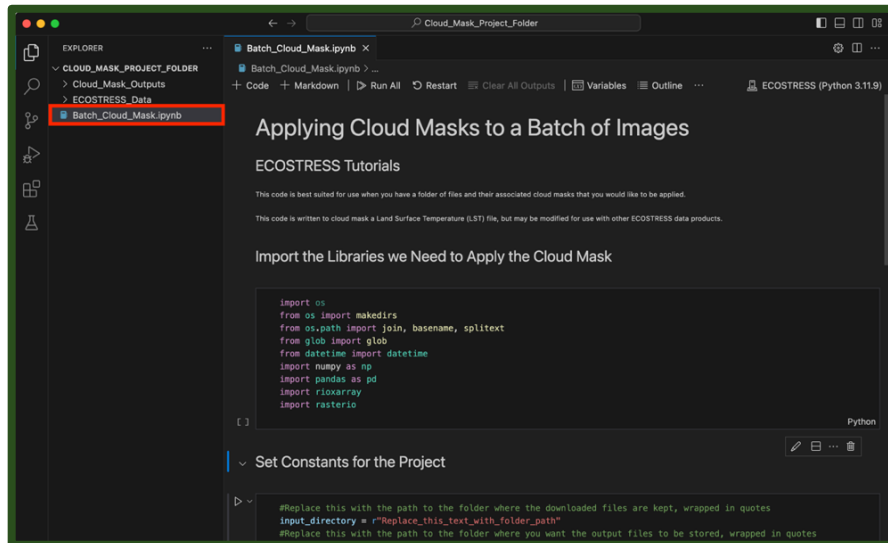 Cloud_Mask_Project_Folder
EXPLORER
Batch_Cloud_Mask.ipynb
CLOUD_MASK_PROJECT_FOLDER
Cloud_Mask_Outputs
ECOSTRESS_Data
Batch_Cloud_Mask.ipynb
Batch_Cloud_Mask.ipynb > ...
+ Code + Markdown | Run All Restart Clear All Outputs | Variables Outline ... ECOSTRESS (Python 3.11.9)
Applying Cloud Masks to a Batch of Images
ECOSTRESS Tutorials
This code is best suited for use when you have a folder of files and their associated cloud masks that you would like to be applied.
This code is written to cloud mask a Land Surface Temperature (LST) file, but may be modified for use with other ECOSTRESS data products.
Import the Libraries we Need to Apply the Cloud Mask
import os
from os import makedirs
from os.path import join, basename, splitext
from glob import glob
from datetime import datetime
import numpy as np
import pandas as pd
import rioxarray
import rasterio
[ ]
Python
Set Constants for the Project
#Replace this with the path to the folder where the downloaded files are kept, wrapped in quotes
input_directory = r"Replace_this_text_with_folder_path"
#Replace this with the path to the folder where you want the output files to be stored, wrapped in quotes